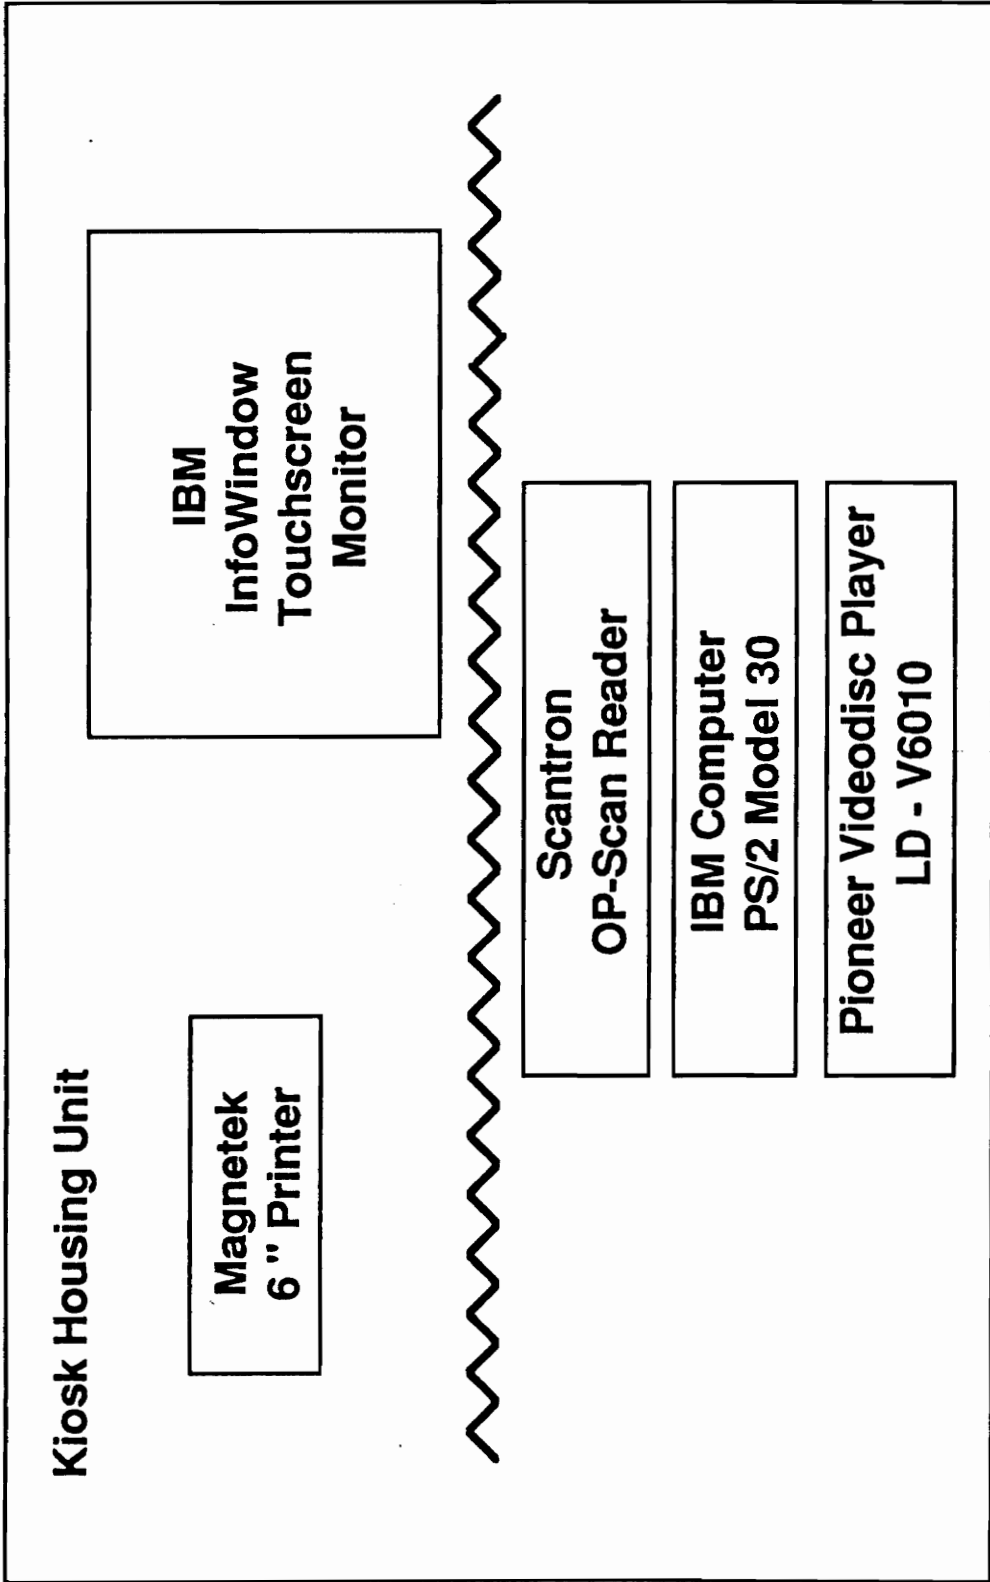 Kiosk Housing Unit
Magnetek
6 " Printer
IBM
InfoWindow
Touchscreen
Monitor
Scantron
OP-Scan Reader
IBM Computer
PS/2 Model 30
Pioneer Videodisc Player
LD - V6010